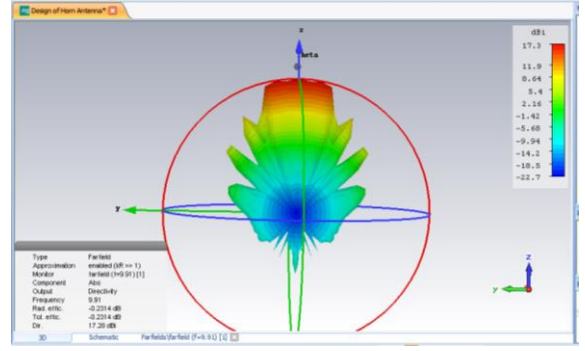 Design of Horn Antenna*
z
dBi
17.3
11.9
8.64
5.4
2.16
-1.42
-5.68
-9.94
-14.2
-18.5
-22.7
y
Type Farfield
Approximation enabled (kR >> 1)
Monitor farfield (f=9.91) [1]
Component Abs
Output Directivity
Frequency 9.91
Rad. effic. -0.2314 dB
Tot. effic. -0.2314 dB
Dir. 17.28 dBi
z
y
3D Schematic Farfields\farfield (f=9.91) [1]